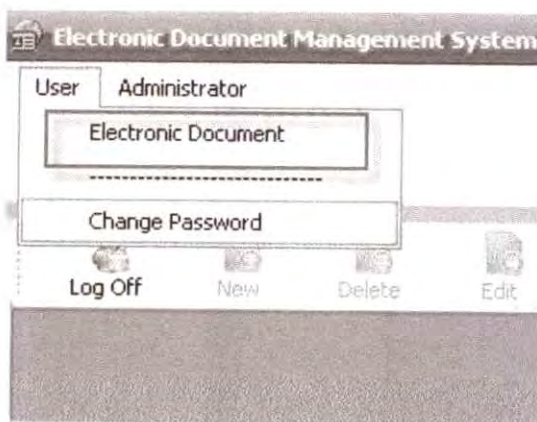 Electronic Document Management System
User Administrator
Electronic Document
-----------------------------
Change Password
Log Off New Delete Edit